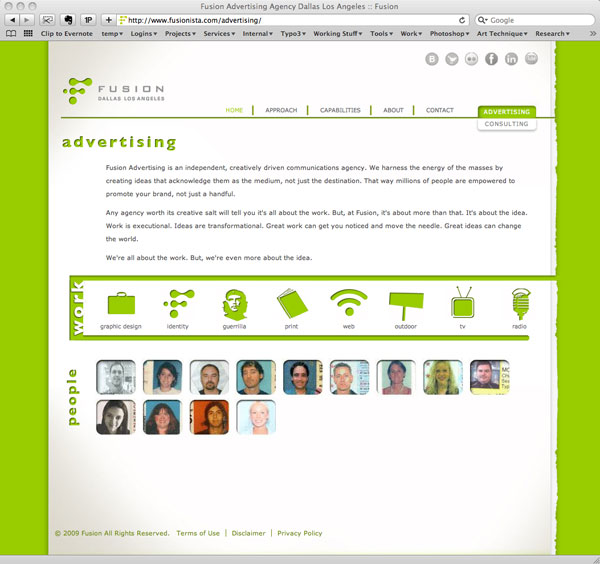 Fusion Advertising Agency Dallas Los Angeles :: Fusion
http://www.fusionista.com/advertising/
Google
1P
Clip to Evernote temp Logins Projects Services Internal Typo3 Working Stuff Tools Work Photoshop Art Technique Research
FUSION
DALLAS LOS ANGELES
HOME APPROACH CAPABILITIES ABOUT CONTACT ADVERTISING
CONSULTING
advertising
Fusion Advertising is an independent, creatively driven communications agency. We harness the energy of the masses by
creating ideas that acknowledge them as the medium, not just the destination. That way millions of people are empowered to
promote your brand, not just a handful.
Any agency worth its creative salt will tell you it's all about the work. But, at Fusion, it's about more than that. It's about the idea.
Work is executional. Ideas are transformational. Great work can get you noticed and move the needle. Great ideas can change
the world.
We're all about the work. But, we're even more about the idea.
work
graphic design identity guerrilla print web outdoor tv radio
people
© 2009 Fusion All Rights Reserved. Terms of Use | Disclaimer | Privacy Policy